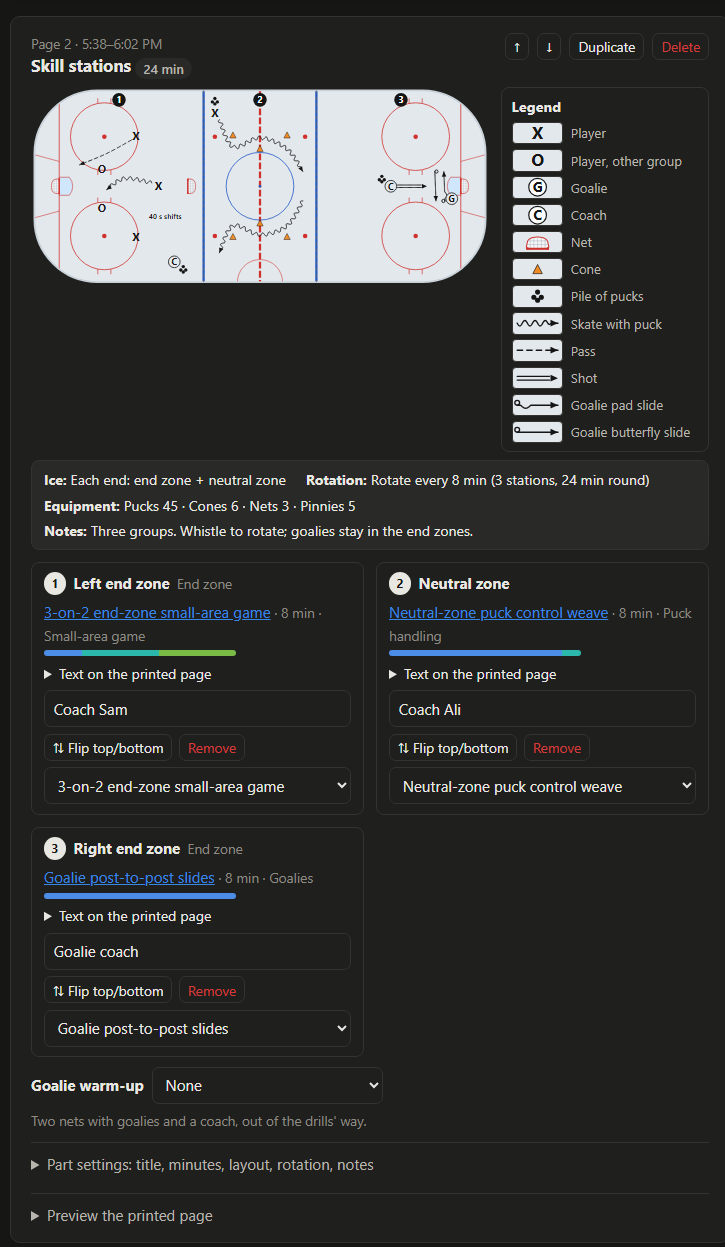 Page 2 · 5:38–6:02 PM
Skill stations 24 min
↑ ↓ Duplicate Delete
1 2 3
X
X
O
X
O
40 s shifts
X
C
C
G
Legend
X Player
O Player, other group
G Goalie
C Coach
Net
Cone
Pile of pucks
Skate with puck
Pass
Shot
Goalie pad slide
Goalie butterfly slide
Ice: Each end: end zone + neutral zone Rotation: Rotate every 8 min (3 stations, 24 min round)
Equipment: Pucks 45 · Cones 6 · Nets 3 · Pinnies 5
Notes: Three groups. Whistle to rotate; goalies stay in the end zones.
1 Left end zone End zone
3-on-2 end-zone small-area game · 8 min ·
Small-area game
Text on the printed page
Coach Sam
Flip top/bottom Remove
3-on-2 end-zone small-area game
2 Neutral zone
Neutral-zone puck control weave · 8 min · Puck
handling
Text on the printed page
Coach Ali
Flip top/bottom Remove
Neutral-zone puck control weave
3 Right end zone End zone
Goalie post-to-post slides · 8 min · Goalies
Text on the printed page
Goalie coach
Flip top/bottom Remove
Goalie post-to-post slides
Goalie warm-up None
Two nets with goalies and a coach, out of the drills' way.
Part settings: title, minutes, layout, rotation, notes
Preview the printed page